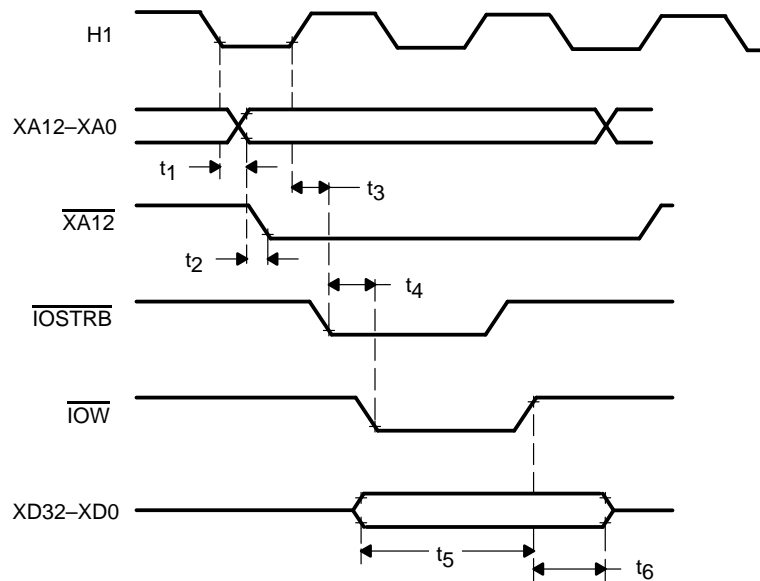 H1
XA12–XA0
t1
t3
XA12
t2
t4
IOSTRB
IOW
XD32–XD0
t5
t6